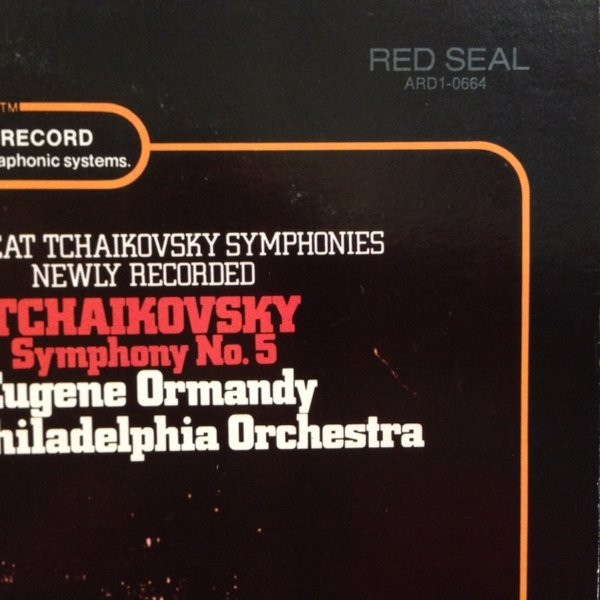 RED SEAL
ARD1-0664
TM
RECORD
aphonic systems.
EAT TCHAIKOVSKY SYMPHONIES
NEWLY RECORDED
TCHAIKOVSKY
Symphony No. 5
Eugene Ormandy
hiladelphia Orchestra